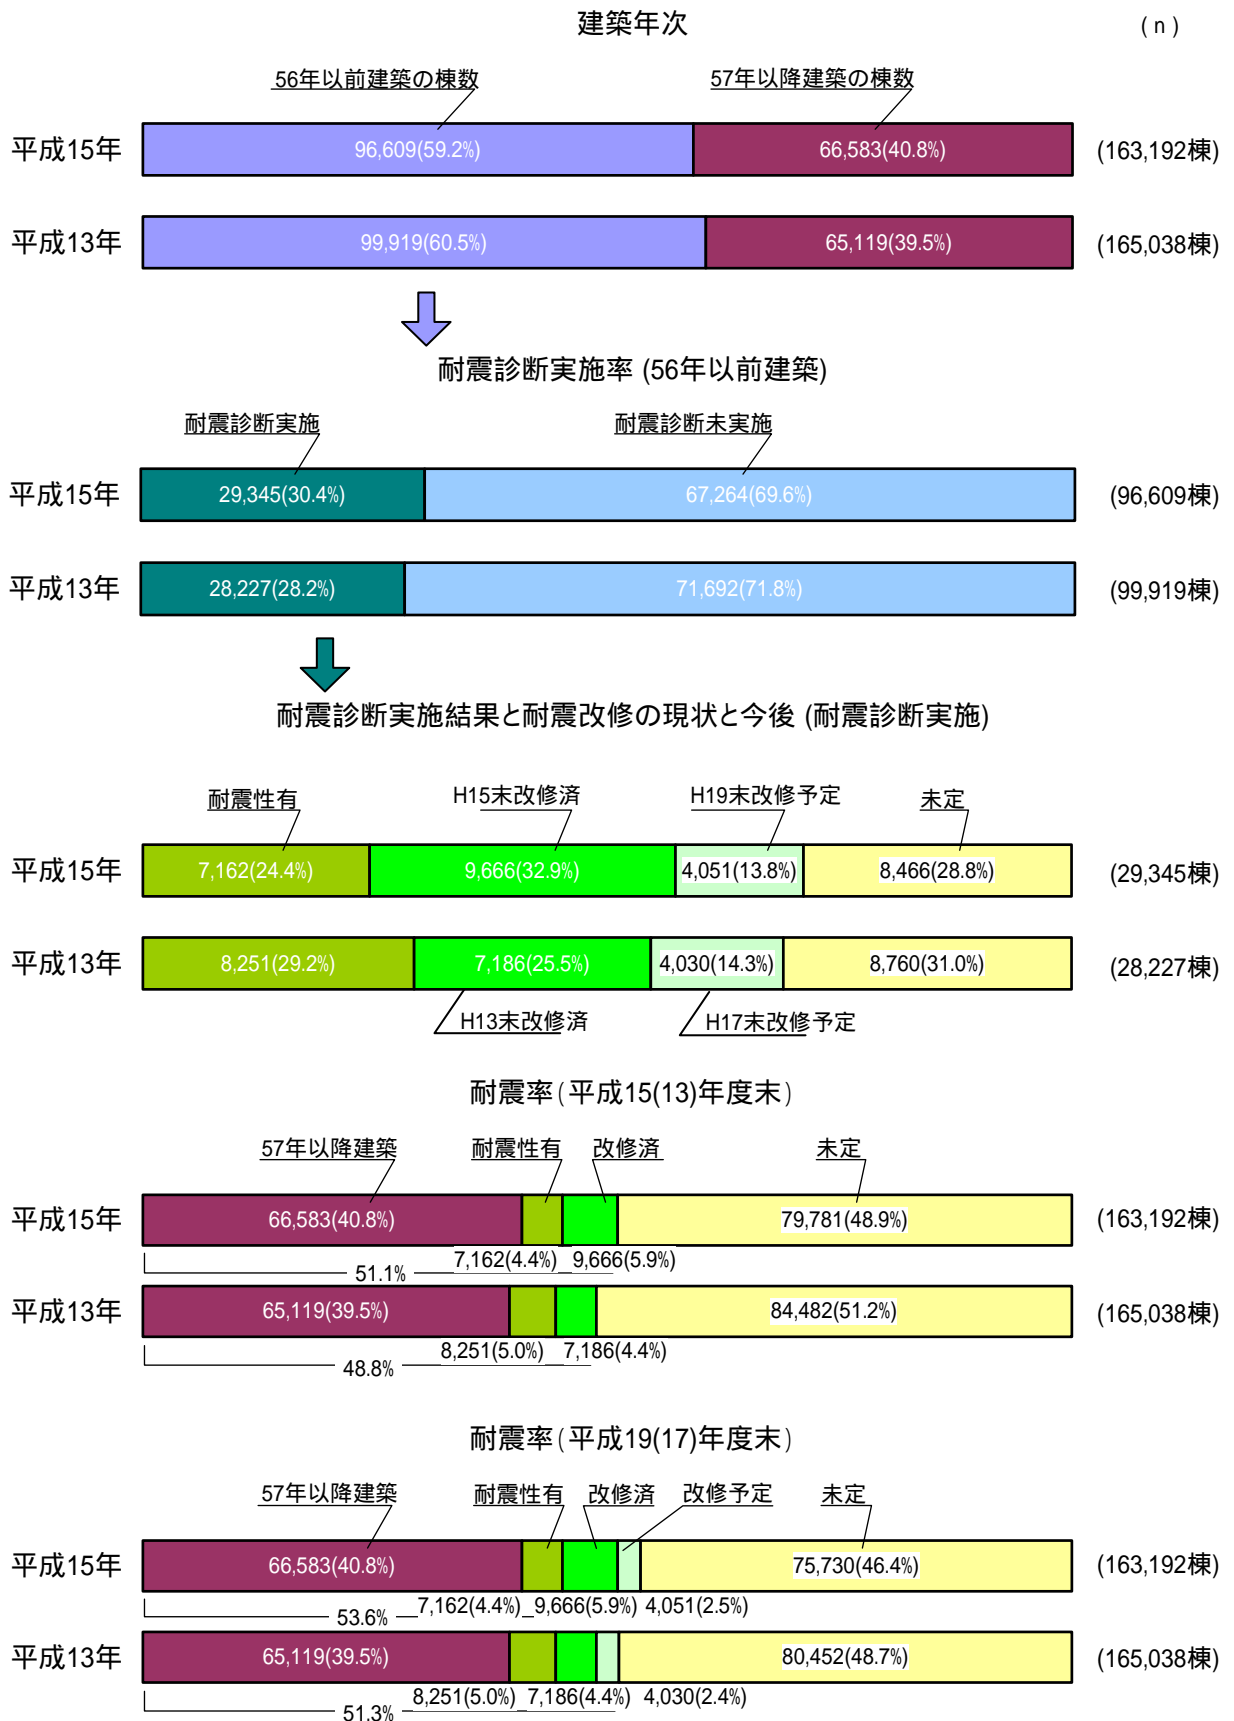 建築年次 (n)
56年以前建築の棟数 57年以降建築の棟数
平成15年 96,609(59.2%) 66,583(40.8%) (163,192棟)
平成13年 99,919(60.5%) 65,119(39.5%) (165,038棟)
耐震診断実施率 (56年以前建築)
耐震診断実施 耐震診断未実施
平成15年 29,345(30.4%) 67,264(69.6%) (96,609棟)
平成13年 28,227(28.2%) 71,692(71.8%) (99,919棟)
耐震診断実施結果と耐震改修の現状と今後 (耐震診断実施)
耐震性有 H15末改修済 H19末改修予定 未定
平成15年 7,162(24.4%) 9,666(32.9%) 4,051(13.8%) 8,466(28.8%) (29,345棟)
平成13年 8,251(29.2%) 7,186(25.5%) 4,030(14.3%) 8,760(31.0%) (28,227棟)
H13末改修済 H17末改修予定
耐震率(平成15(13)年度末)
57年以降建築 耐震性有 改修済 未定
平成15年 66,583(40.8%) 79,781(48.9%) (163,192棟)
51.1% 7,162(4.4%) 9,666(5.9%)
平成13年 65,119(39.5%) 84,482(51.2%) (165,038棟)
48.8% 8,251(5.0%) 7,186(4.4%)
耐震率(平成19(17)年度末)
57年以降建築 耐震性有 改修済 改修予定 未定
平成15年 66,583(40.8%) 75,730(46.4%) (163,192棟)
53.6% 7,162(4.4%) 9,666(5.9%) 4,051(2.5%)
平成13年 65,119(39.5%) 80,452(48.7%) (165,038棟)
51.3% 8,251(5.0%) 7,186(4.4%) 4,030(2.4%)